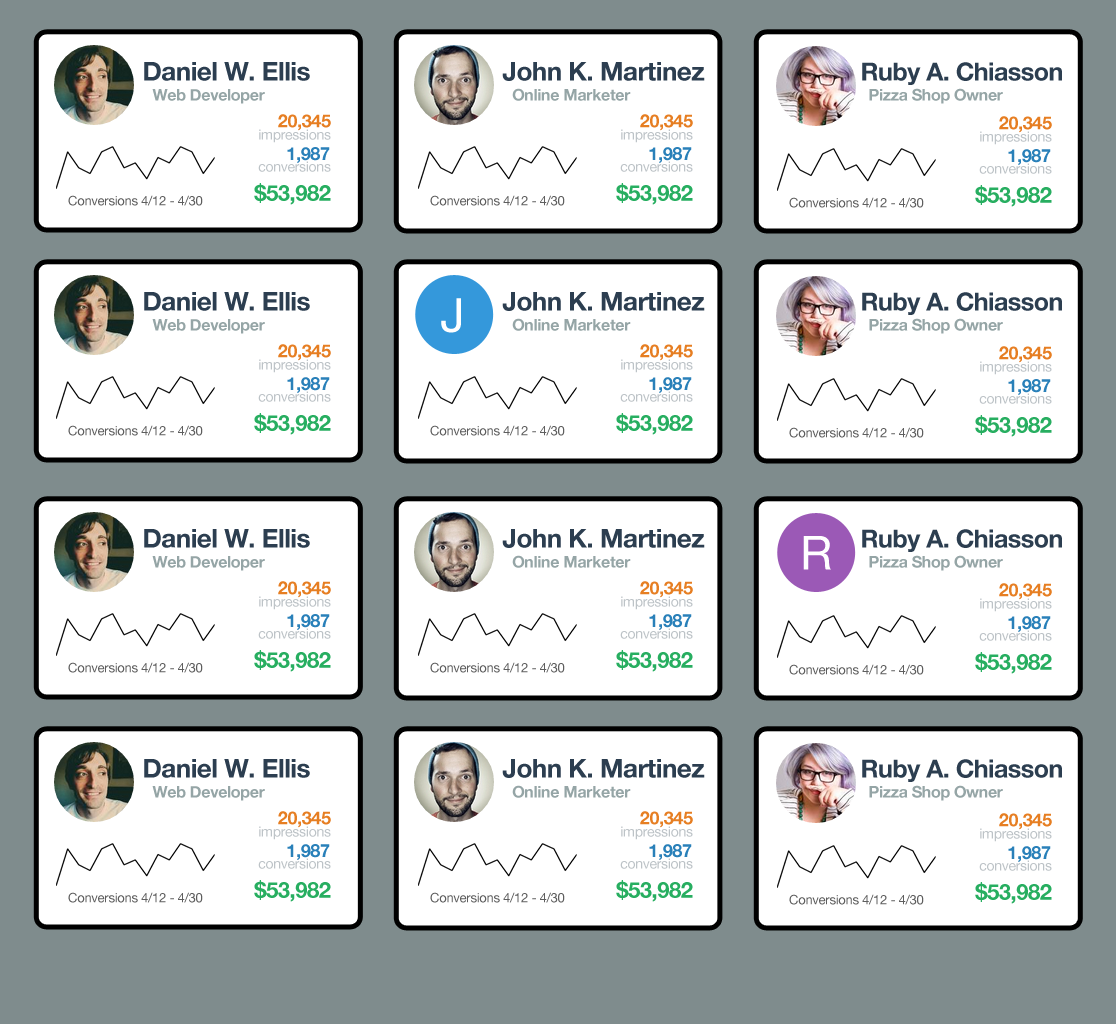 Daniel W. Ellis
Web Developer
20,345
impressions
1,987
conversions
$53,982
Conversions 4/12 - 4/30
John K. Martinez
Online Marketer
20,345
impressions
1,987
conversions
$53,982
Conversions 4/12 - 4/30
Ruby A. Chiasson
Pizza Shop Owner
20,345
impressions
1,987
conversions
$53,982
Conversions 4/12 - 4/30
Daniel W. Ellis
Web Developer
20,345
impressions
1,987
conversions
$53,982
Conversions 4/12 - 4/30
J
John K. Martinez
Online Marketer
20,345
impressions
1,987
conversions
$53,982
Conversions 4/12 - 4/30
Ruby A. Chiasson
Pizza Shop Owner
20,345
impressions
1,987
conversions
$53,982
Conversions 4/12 - 4/30
Daniel W. Ellis
Web Developer
20,345
impressions
1,987
conversions
$53,982
Conversions 4/12 - 4/30
John K. Martinez
Online Marketer
20,345
impressions
1,987
conversions
$53,982
Conversions 4/12 - 4/30
R
Ruby A. Chiasson
Pizza Shop Owner
20,345
impressions
1,987
conversions
$53,982
Conversions 4/12 - 4/30
Daniel W. Ellis
Web Developer
20,345
impressions
1,987
conversions
$53,982
Conversions 4/12 - 4/30
John K. Martinez
Online Marketer
20,345
impressions
1,987
conversions
$53,982
Conversions 4/12 - 4/30
Ruby A. Chiasson
Pizza Shop Owner
20,345
impressions
1,987
conversions
$53,982
Conversions 4/12 - 4/30